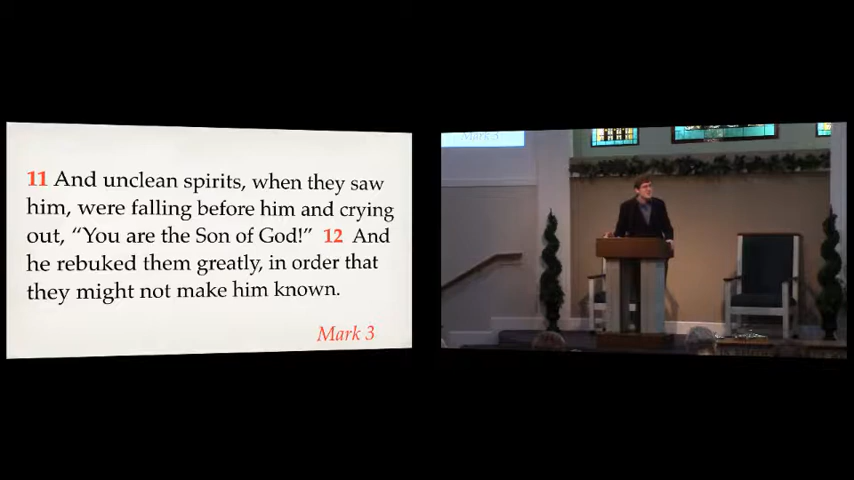 11 And unclean spirits, when they saw
him, were falling before him and crying
out, “You are the Son of God!” 12 And
he rebuked them greatly, in order that
they might not make him known.
Mark 3
Mark 3